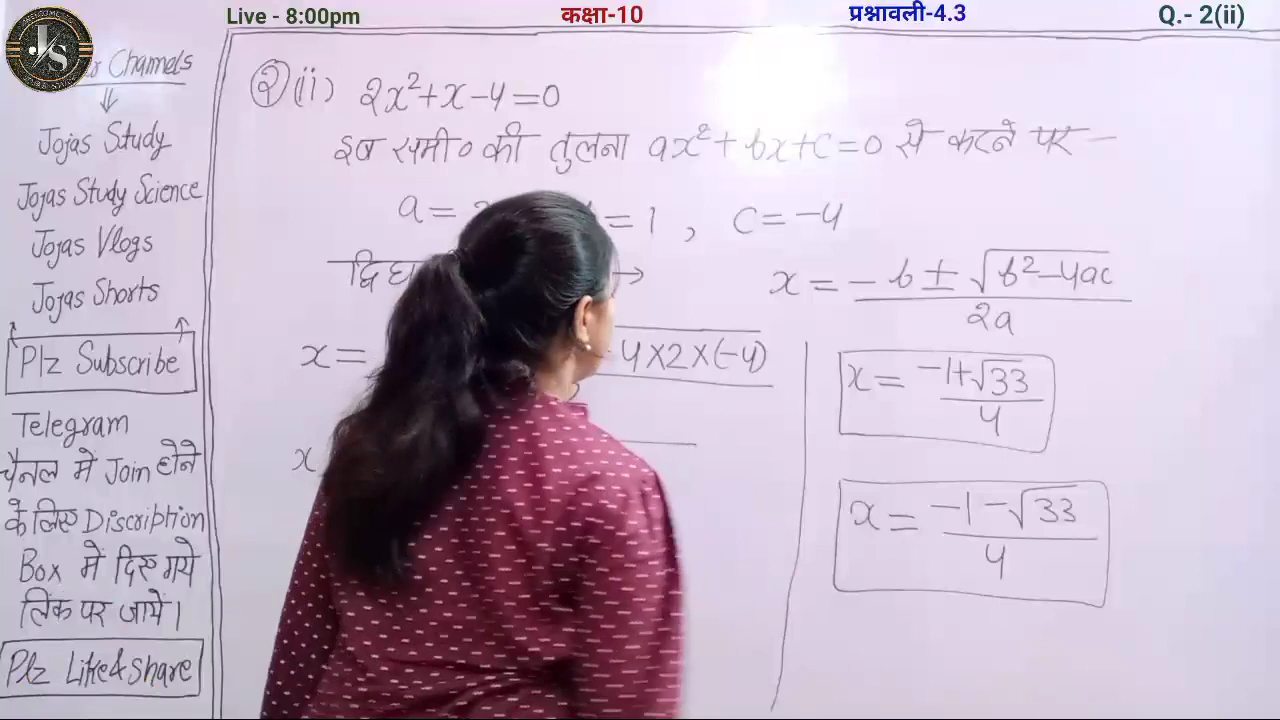 Live - 8:00pm कक्षा-10 प्रश्नावली-4.3 Q.- 2(ii)
J/S
Channels
Jojas Study
Jojas Study Science
Jojas Vlogs
Jojas Shorts
Plz Subscribe
Telegram
चैनल में Join होने
के लिए Discription
Box में दिए गये
लिंक पर जाये।
Plz Like & Share
२(ii) 2x²+x-4=0
इस समी० की तुलना ax²+bx+c=0 से करने पर -
a= =1 , c=-4
द्विघा → x = -b ± √b²-4ac / 2a
x = 4×2×(-4)
x
x = -1+√33 / 4
x = -1-√33 / 4